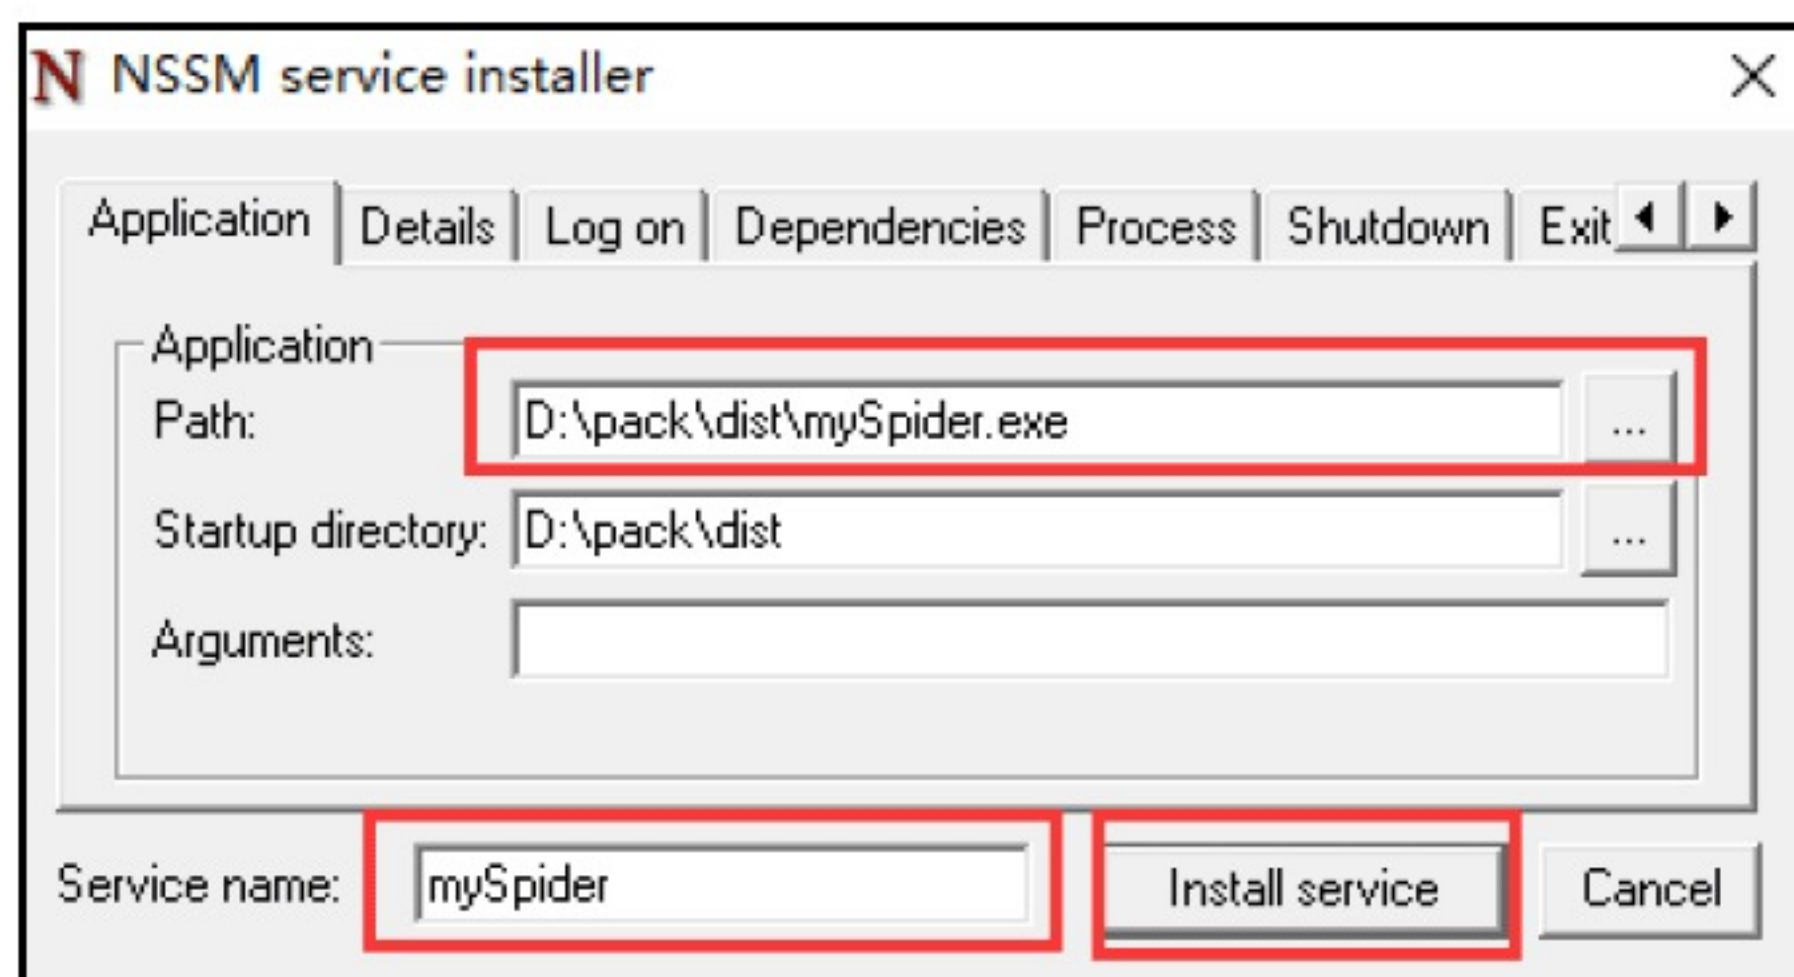 N NSSM service installer
Application Details Log on Dependencies Process Shutdown Exit
Application
Path: D:\pack\dist\mySpider.exe ...
Startup directory: D:\pack\dist ...
Arguments:
Service name: mySpider Install service Cancel